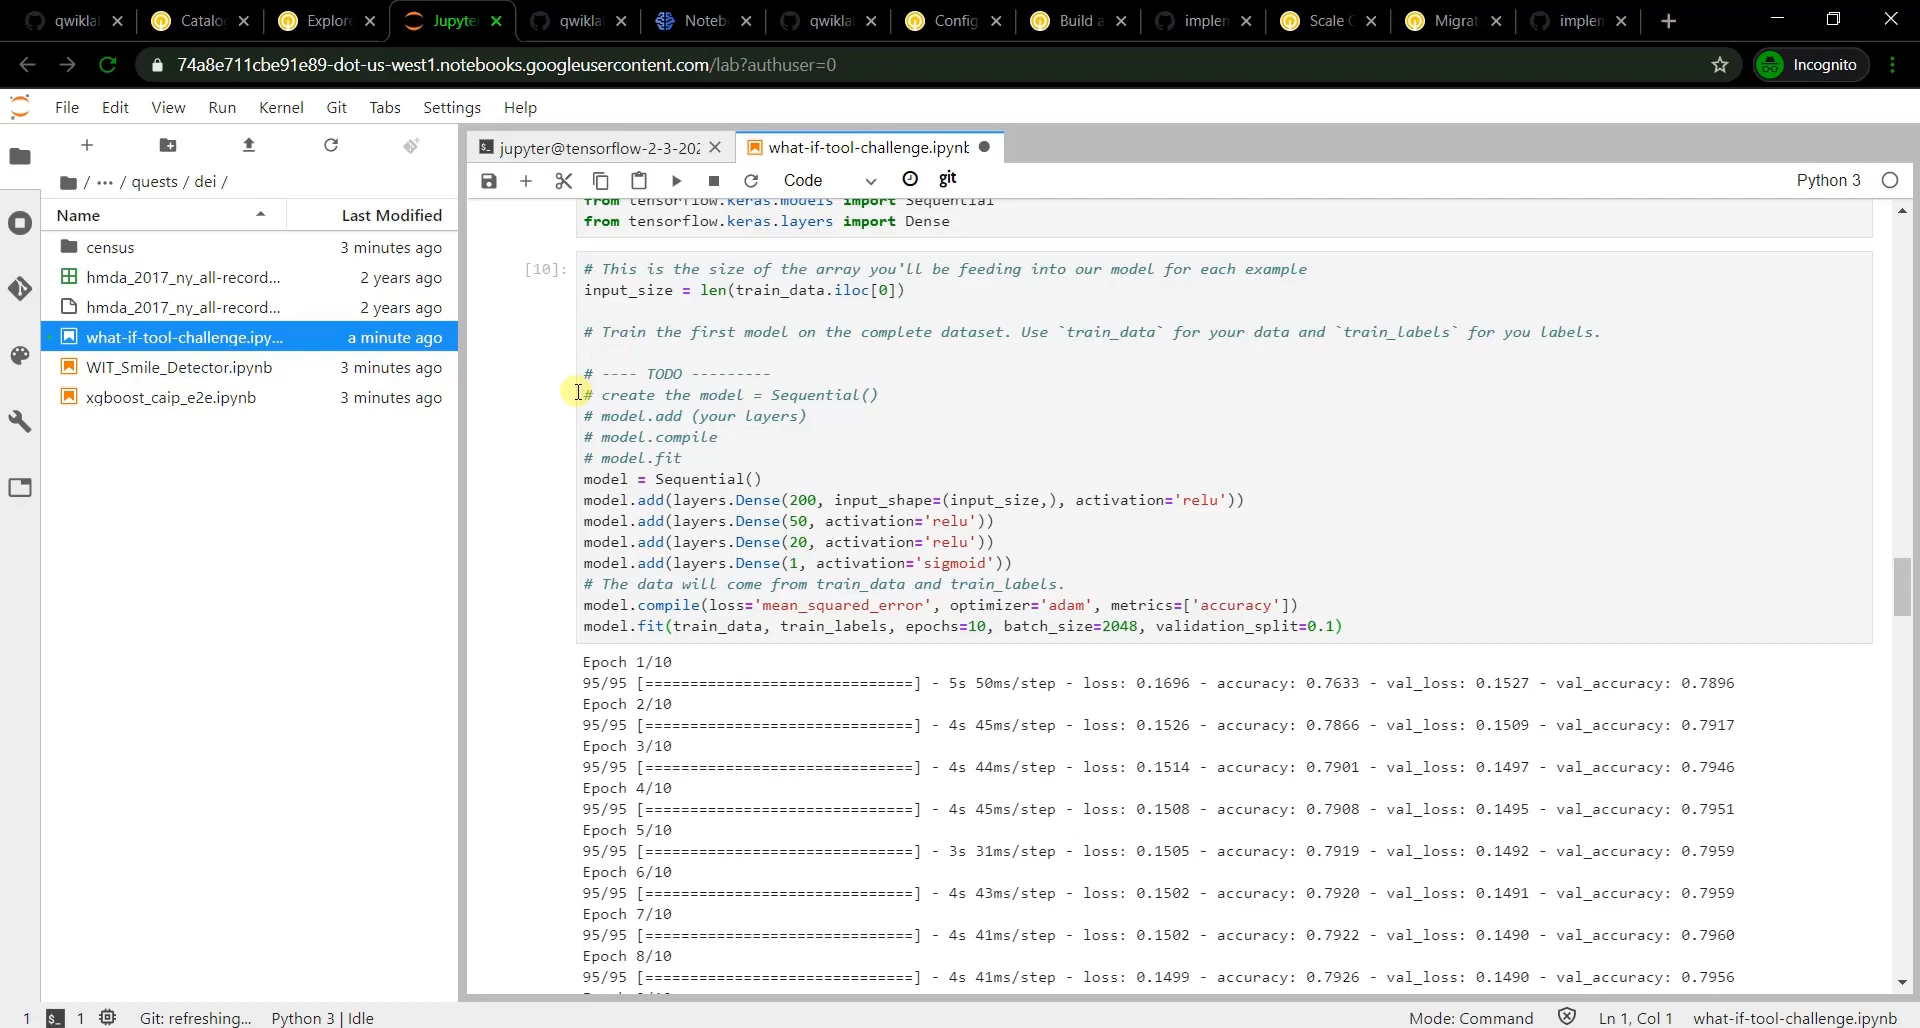 qwikla
Catalo
Explore
Jupyte
qwikla
Noteb
qwikla
Config
Build a
implen
Scale C
Migrat
implen
74a8e711cbe91e89-dot-us-west1.notebooks.googleusercontent.com/lab?authuser=0
Incognito
File Edit View Run Kernel Git Tabs Settings Help
/ ··· / quests / dei /
Name Last Modified
census 3 minutes ago
hmda_2017_ny_all-record... 2 years ago
hmda_2017_ny_all-record... 2 years ago
what-if-tool-challenge.ipy... a minute ago
WIT_Smile_Detector.ipynb 3 minutes ago
xgboost_caip_e2e.ipynb 3 minutes ago
jupyter@tensorflow-2-3-202
what-if-tool-challenge.ipynb
Code
git
Python 3
from tensorflow.keras.models import Sequential
from tensorflow.keras.layers import Dense
[10]:
# This is the size of the array you'll be feeding into our model for each example
input_size = len(train_data.iloc[0])
# Train the first model on the complete dataset. Use `train_data` for your data and `train_labels` for you labels.
# ---- TODO ---------
# create the model = Sequential()
# model.add (your layers)
# model.compile
# model.fit
model = Sequential()
model.add(layers.Dense(200, input_shape=(input_size,), activation='relu'))
model.add(layers.Dense(50, activation='relu'))
model.add(layers.Dense(20, activation='relu'))
model.add(layers.Dense(1, activation='sigmoid'))
# The data will come from train_data and train_labels.
model.compile(loss='mean_squared_error', optimizer='adam', metrics=['accuracy'])
model.fit(train_data, train_labels, epochs=10, batch_size=2048, validation_split=0.1)
Epoch 1/10
95/95 [==============================] - 5s 50ms/step - loss: 0.1696 - accuracy: 0.7633 - val_loss: 0.1527 - val_accuracy: 0.7896
Epoch 2/10
95/95 [==============================] - 4s 45ms/step - loss: 0.1526 - accuracy: 0.7866 - val_loss: 0.1509 - val_accuracy: 0.7917
Epoch 3/10
95/95 [==============================] - 4s 44ms/step - loss: 0.1514 - accuracy: 0.7901 - val_loss: 0.1497 - val_accuracy: 0.7946
Epoch 4/10
95/95 [==============================] - 4s 45ms/step - loss: 0.1508 - accuracy: 0.7908 - val_loss: 0.1495 - val_accuracy: 0.7951
Epoch 5/10
95/95 [==============================] - 3s 31ms/step - loss: 0.1505 - accuracy: 0.7919 - val_loss: 0.1492 - val_accuracy: 0.7959
Epoch 6/10
95/95 [==============================] - 4s 43ms/step - loss: 0.1502 - accuracy: 0.7920 - val_loss: 0.1491 - val_accuracy: 0.7959
Epoch 7/10
95/95 [==============================] - 4s 41ms/step - loss: 0.1502 - accuracy: 0.7922 - val_loss: 0.1490 - val_accuracy: 0.7960
Epoch 8/10
95/95 [==============================] - 4s 41ms/step - loss: 0.1499 - accuracy: 0.7926 - val_loss: 0.1490 - val_accuracy: 0.7956
1 1 Git: refreshing... Python 3 | Idle
Mode: Command Ln 1, Col 1 what-if-tool-challenge.ipynb